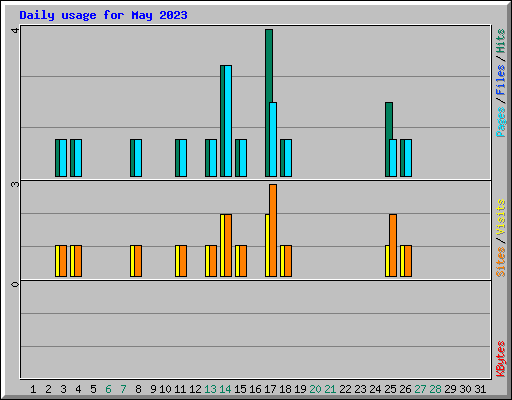 Daily usage for May 2023
4
3
0
Pages / Files / Hits
Sites / Visits
KBytes
1 2 3 4 5 6 7 8 9 10 11 12 13 14 15 16 17 18 19 20 21 22 23 24 25 26 27 28 29 30 31